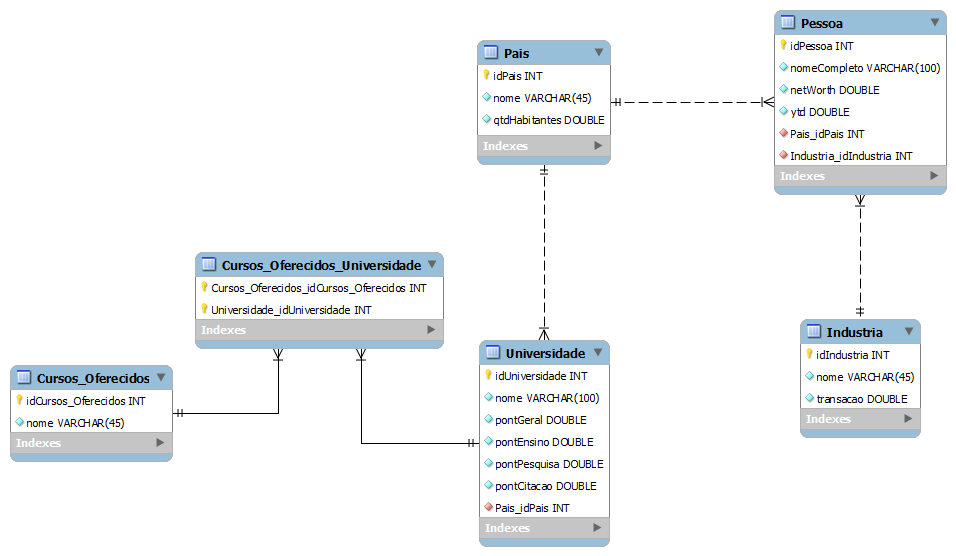 Pais
idPais INT
nome VARCHAR(45)
qtdHabitantes DOUBLE
Indexes
Pessoa
idPessoa INT
nomeCompleto VARCHAR(100)
netWorth DOUBLE
ytd DOUBLE
Pais_idPais INT
Industria_idIndustria INT
Indexes
Cursos_Oferecidos_Universidade
Cursos_Oferecidos_idCursos_Oferecidos INT
Universidade_idUniversidade INT
Indexes
Cursos_Oferecidos
idCursos_Oferecidos INT
nome VARCHAR(45)
Indexes
Universidade
idUniversidade INT
nome VARCHAR(100)
pontGeral DOUBLE
pontEnsino DOUBLE
pontPesquisa DOUBLE
pontCitacao DOUBLE
Pais_idPais INT
Indexes
Industria
idIndustria INT
nome VARCHAR(45)
transacao DOUBLE
Indexes